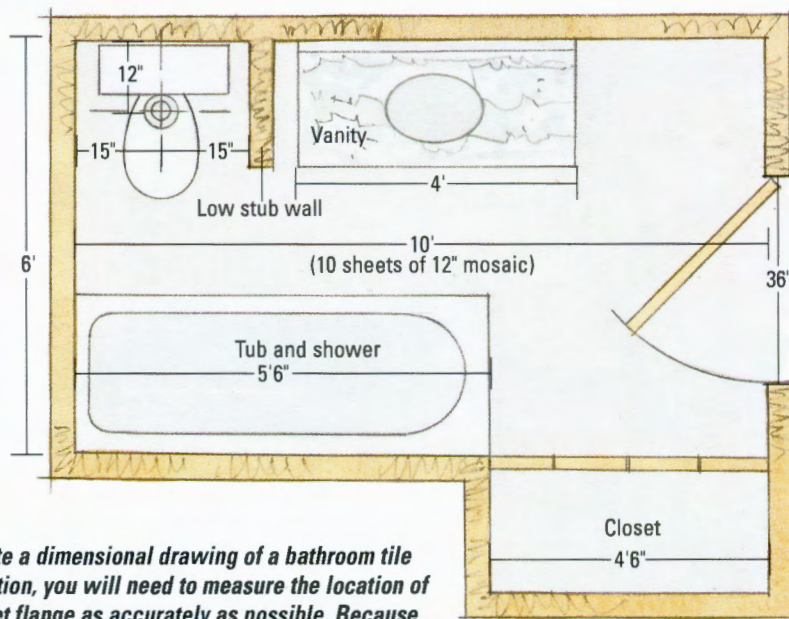 12"
15" 15"
Vanity
4'
Low stub wall
10'
(10 sheets of 12" mosaic)
6'
36"
Tub and shower
5'6"
Closet
4'6"
a dimensional drawing of a bathroom tile
you will need to measure the location of
flange as accurately as possible. Because